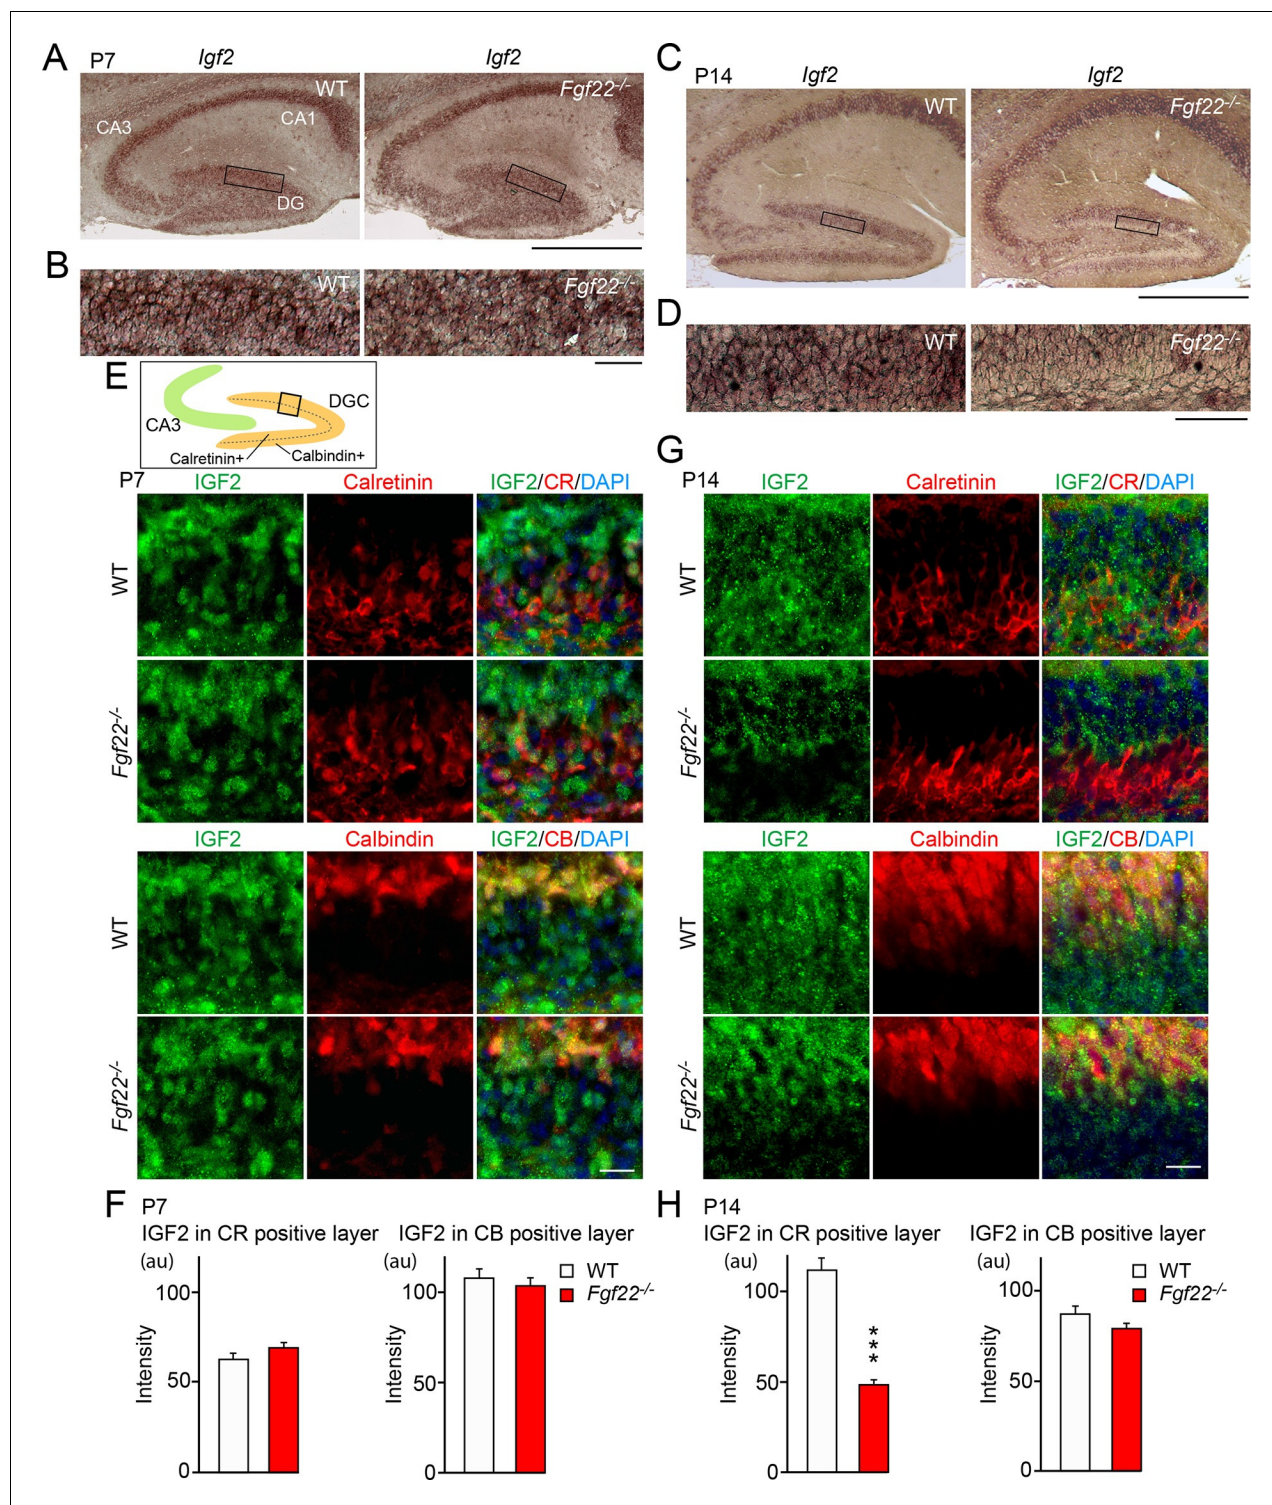 A
P7
Igf2
Igf2
WT
Fgf22-/-
CA3
CA1
DG
B
WT
Fgf22-/-
C
P14
Igf2
Igf2
WT
Fgf22-/-
D
WT
Fgf22-/-
E
CA3
DGC
Calretinin+
Calbindin+
P7
IGF2
Calretinin
IGF2/CR/DAPI
WT
Fgf22-/-
IGF2
Calbindin
IGF2/CB/DAPI
WT
Fgf22-/-
G
P14
IGF2
Calretinin
IGF2/CR/DAPI
WT
Fgf22-/-
IGF2
Calbindin
IGF2/CB/DAPI
WT
Fgf22-/-
F
P7
IGF2 in CR positive layer
(au)
Intensity
100
50
0
IGF2 in CB positive layer
(au)
Intensity
100
50
0
WT
Fgf22-/-
H
P14
IGF2 in CR positive layer
(au)
Intensity
100
50
0
***
IGF2 in CB positive layer
(au)
Intensity
100
50
0
WT
Fgf22-/-